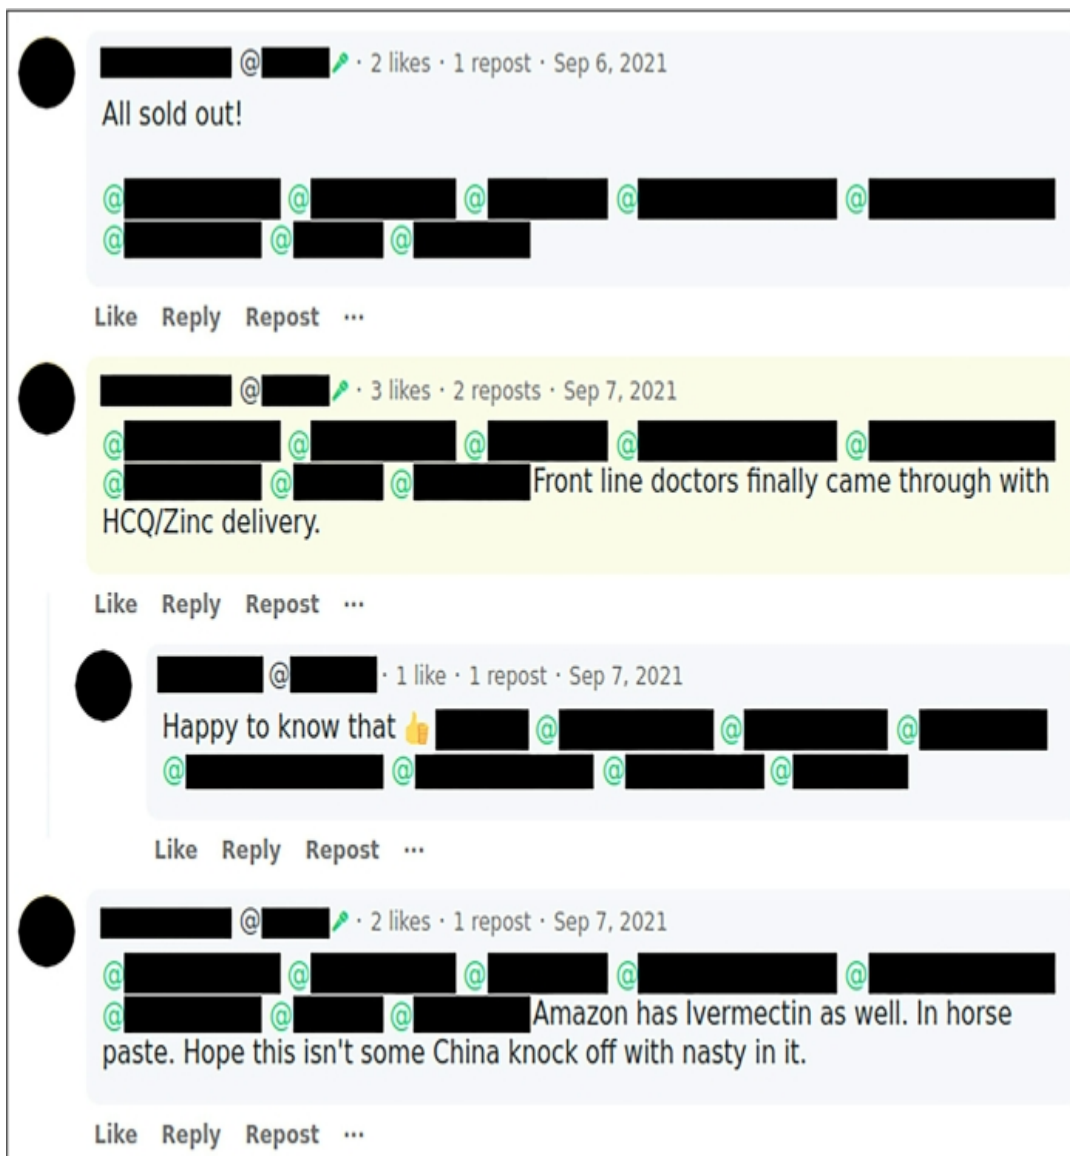 @ · 2 likes · 1 repost · Sep 6, 2021
All sold out!
@ @ @ @ @
@ @ @
Like Reply Repost ···
@ · 3 likes · 2 reposts · Sep 7, 2021
@ @ @ @ @
@ @ @ Front line doctors finally came through with
HCQ/Zinc delivery.
Like Reply Repost ···
@ · 1 like · 1 repost · Sep 7, 2021
Happy to know that 👍 @ @ @
@ @ @ @
Like Reply Repost ···
@ · 2 likes · 1 repost · Sep 7, 2021
@ @ @ @ @
@ @ @ Amazon has Ivermectin as well. In horse
paste. Hope this isn't some China knock off with nasty in it.
Like Reply Repost ···